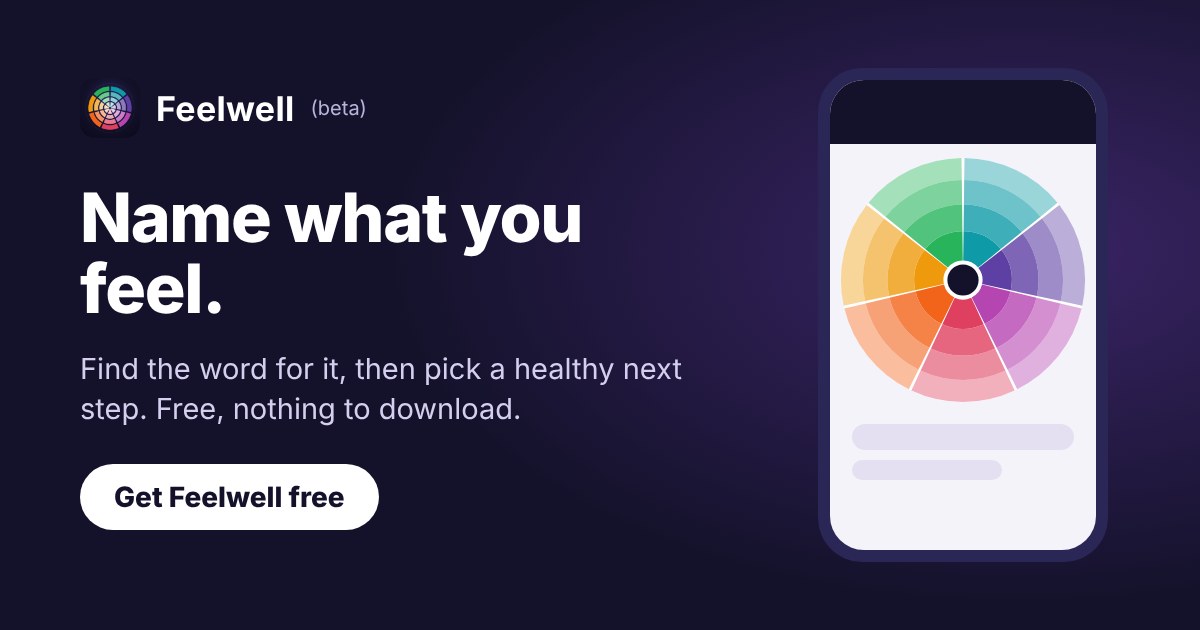 Feelwell (beta)
Name what you
feel.
Find the word for it, then pick a healthy next
step. Free, nothing to download.
Get Feelwell free